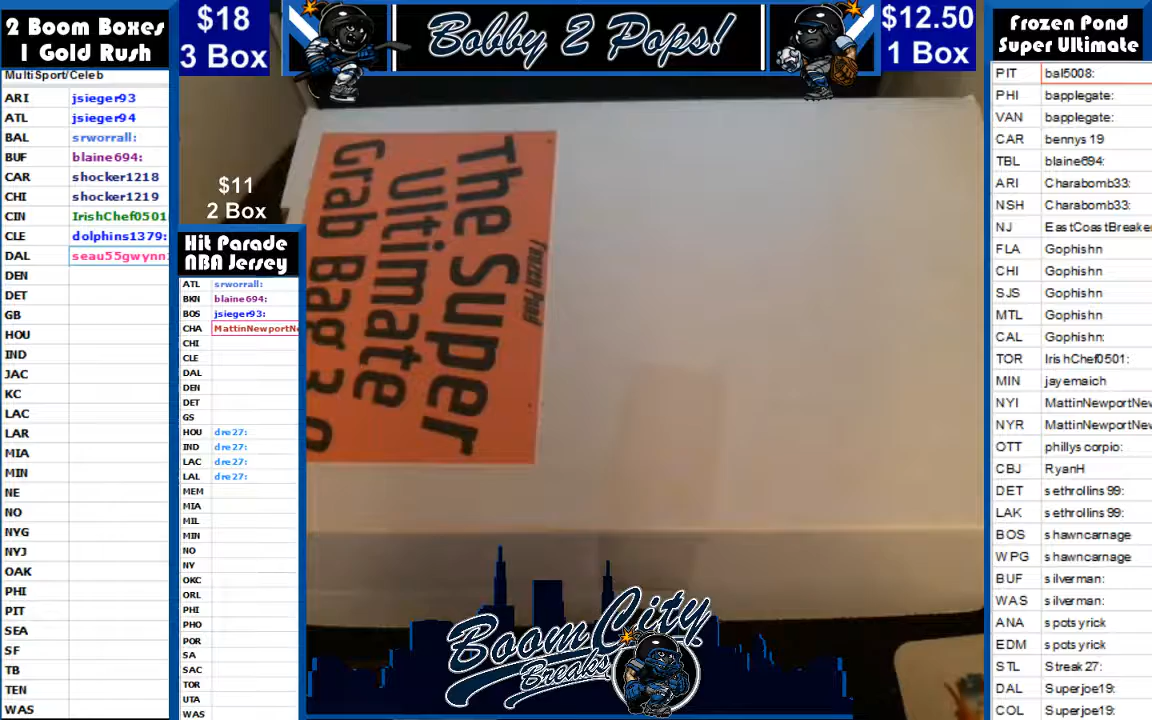 2 Boom Boxes
1 Gold Rush
MultiSport/Celeb
ARI jsieger93
ATL jsieger94
BAL srworrall:
BUF blaine694:
CAR shocker1218
CHI shocker1219
CIN IrishChef0501
CLE dolphins1379:
DAL seau55gwynn
DEN
DET
GB
HOU
IND
JAC
KC
LAC
LAR
MIA
MIN
NE
NO
NYG
NYJ
OAK
PHI
PIT
SEA
SF
TB
TEN
WAS
$18
3 Box
Bobby 2 Pops!
$12.50
1 Box
$11
2 Box
Hit Parade
NBA Jersey
ATL srworrall:
BKN blaine694:
BOS jsieger93:
CHA MattinNewportNe
CHI
CLE
DAL
DEN
DET
GS
HOU dre27:
IND dre27:
LAC dre27:
LAL dre27:
MEM
MIA
MIL
MIN
NO
NY
OKC
ORL
PHI
PHO
POR
SA
SAC
TOR
UTA
WAS
Frozen Pond
The Super
Ultimate
Grab Bag
Boom City
Breaks
Frozen Pond
Super Ultimate
PIT bal5008:
PHI bapplegate:
VAN bapplegate:
CAR bennys19
TBL blaine694:
ARI Charabomb33:
NSH Charabomb33:
NJ EastCoastBreaker
FLA Gophishn
CHI Gophishn
SJS Gophishn
MTL Gophishn
CAL Gophishn:
TOR IrishChef0501:
MIN jayemaich
NYI MattinNewportNew
NYR MattinNewportNew
OTT phillyscorpio:
CBJ RyanH
DET sethrollins99:
LAK sethrollins99:
BOS shawncarnage
WPG shawncarnage
BUF silverman:
WAS silverman:
ANA spotsyrick
EDM spotsyrick
STL Streak27:
DAL Superjoe19:
COL Superjoe19: